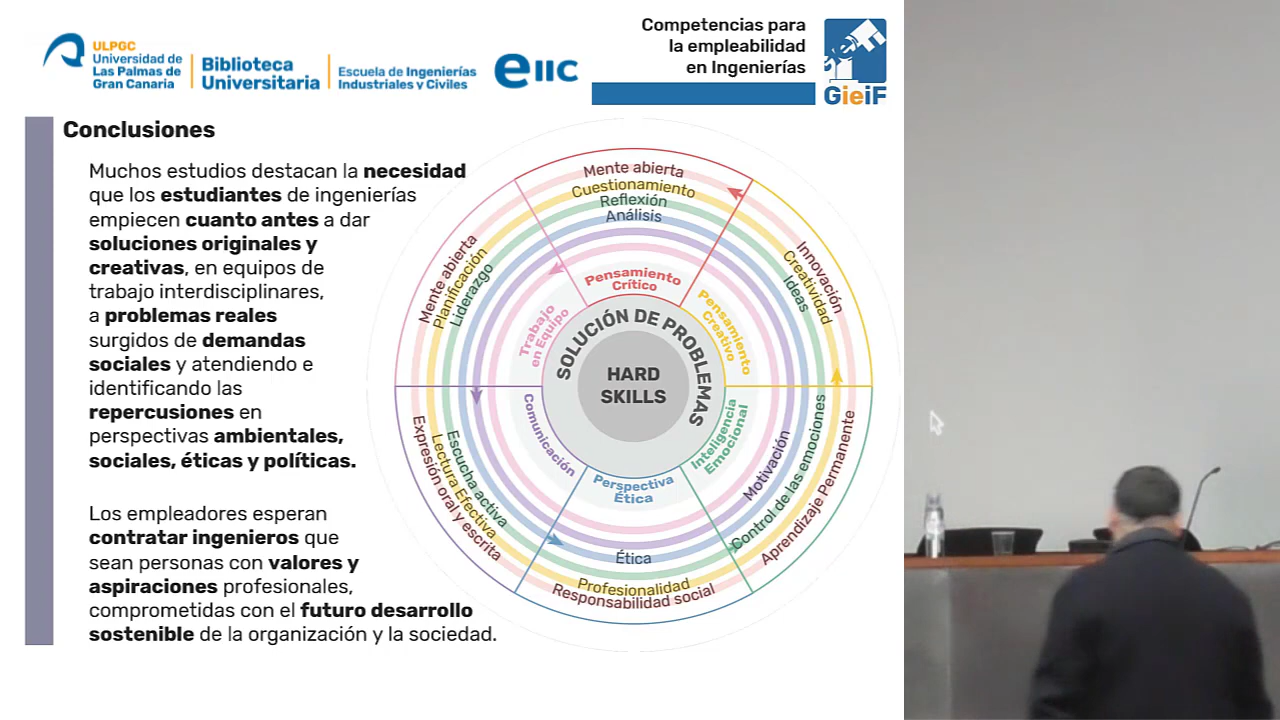 ULPGC
Universidad de
Las Palmas de
Gran Canaria
Biblioteca
Universitaria
Escuela de Ingenierías
Industriales y Civiles
eiic
Competencias para
la empleabilidad
en Ingenierías
GieiF
Conclusiones
Muchos estudios destacan la necesidad
que los estudiantes de ingenierías
empiecen cuanto antes a dar
soluciones originales y
creativas, en equipos de
trabajo interdisciplinares,
a problemas reales
surgidos de demandas
sociales y atendiendo e
identificando las
repercusiones en
perspectivas ambientales,
sociales, éticas y políticas.
Los empleadores esperan
contratar ingenieros que
sean personas con valores y
aspiraciones profesionales,
comprometidas con el futuro desarrollo
sostenible de la organización y la sociedad.
Mente abierta
Cuestionamiento
Reflexión
Análisis
Pensamiento
Crítico
Innovación
Creatividad
Ideas
Pensamiento
Creativo
Mente abierta
Planificación
Liderazgo
Trabajo
en Equipo
SOLUCIÓN DE PROBLEMAS
HARD
SKILLS
Comunicación
Escucha activa
Lectura Efectiva
Expresión oral y escrita
Inteligencia
Emocional
Motivación
Control de las emociones
Aprendizaje Permanente
Perspectiva
Ética
Ética
Profesionalidad
Responsabilidad social